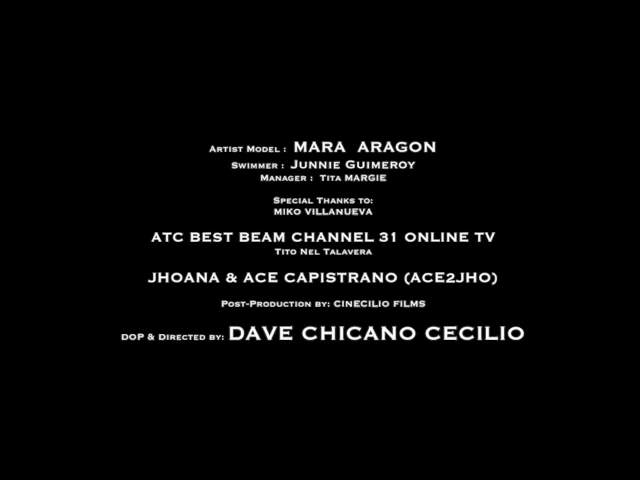 Artist Model : MARA ARAGON
Swimmer : Junnie Guimeroy
Manager : Tita MARGIE
Special Thanks to:
MIKO VILLANUEVA
ATC BEST BEAM CHANNEL 31 ONLINE TV
Tito Nel Talavera
JHOANA & ACE CAPISTRANO (ACE2JHO)
Post-Production by: CINECILIO FILMS
DOP & Directed by: DAVE CHICANO CECILIO